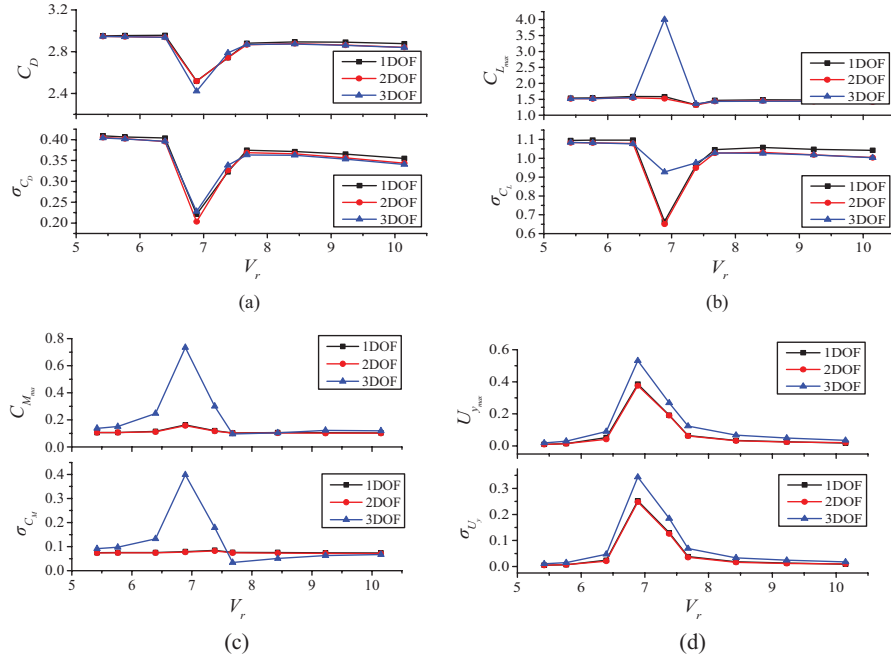 3.0
2.8
2.6
2.4
C_D
1DOF
2DOF
3DOF
0.40
0.35
0.30
0.25
0.20
σ_{C_D}
1DOF
2DOF
3DOF
5 6 7 8 9 10
V_r
(a)
4.0
3.5
3.0
2.5
2.0
1.5
1.0
C_{L_{max}}
1DOF
2DOF
3DOF
1.1
1.0
0.9
0.8
0.7
0.6
σ_{C_L}
1DOF
2DOF
3DOF
5 6 7 8 9 10
V_r
(b)
0.8
0.6
0.4
0.2
0.0
C_{M_{ma}}
1DOF
2DOF
3DOF
0.5
0.4
0.3
0.2
0.1
0.0
σ_{C_M}
1DOF
2DOF
3DOF
5 6 7 8 9 10
V_r
(c)
0.6
0.4
0.2
0.0
U_{y_{max}}
1DOF
2DOF
3DOF
0.3
0.2
0.1
0.0
σ_{U_y}
1DOF
2DOF
3DOF
5 6 7 8 9 10
V_r
(d)